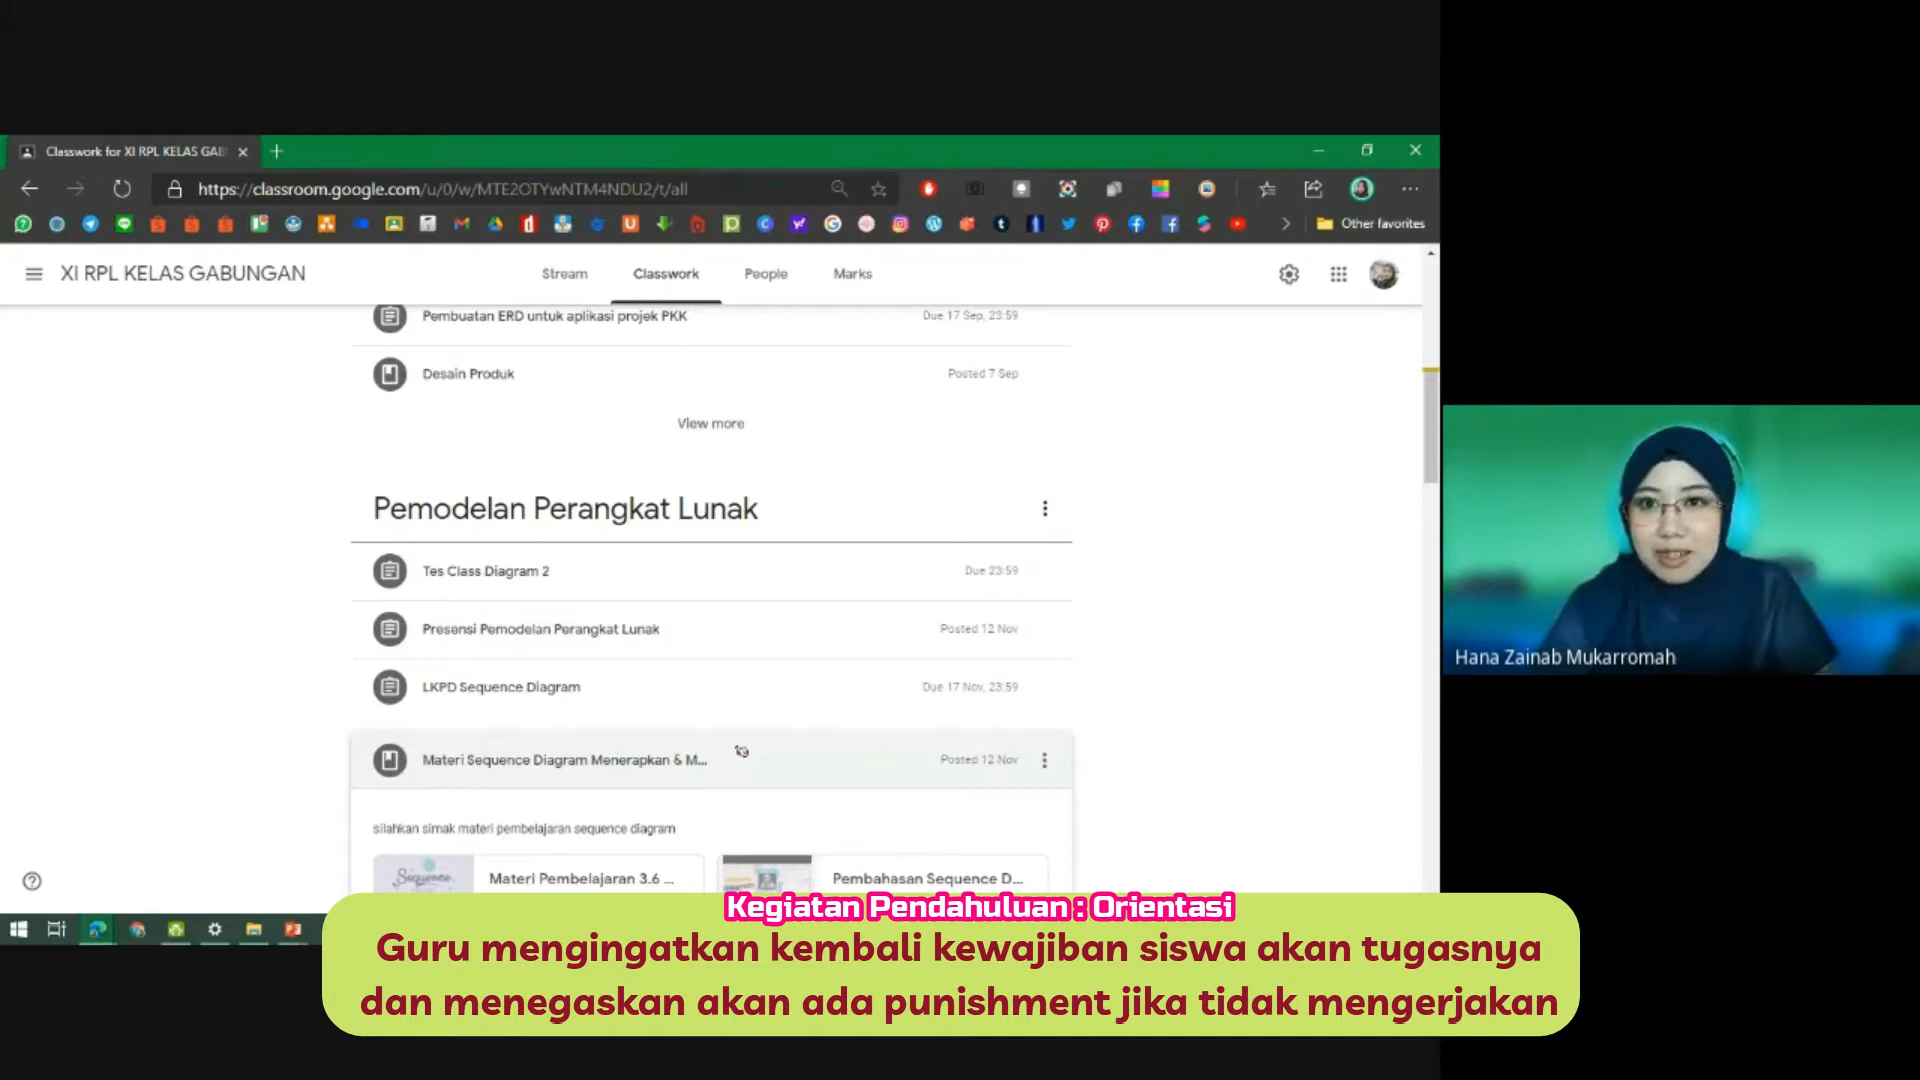 Classwork for XI RPL KELAS GAB
https://classroom.google.com/u/0/w/MTE2OTYwNTM4NDU2/t/all
Other favorites
XI RPL KELAS GABUNGAN
Stream
Classwork
People
Marks
Pembuatan ERD untuk aplikasi projek PKK
Due 17 Sep, 23:59
Desain Produk
Posted 7 Sep
View more
Pemodelan Perangkat Lunak
Tes Class Diagram 2
Due 23:59
Presensi Pemodelan Perangkat Lunak
Posted 12 Nov
LKPD Sequence Diagram
Due 17 Nov, 23:59
Materi Sequence Diagram Menerapkan & M...
Posted 12 Nov
silahkan simak materi pembelajaran sequence diagram
Sequence
Materi Pembelajaran 3.6 ...
Pembahasan Sequence D...
Hana Zainab Mukarromah
Kegiatan Pendahuluan : Orientasi
Guru mengingatkan kembali kewajiban siswa akan tugasnya
dan menegaskan akan ada punishment jika tidak mengerjakan